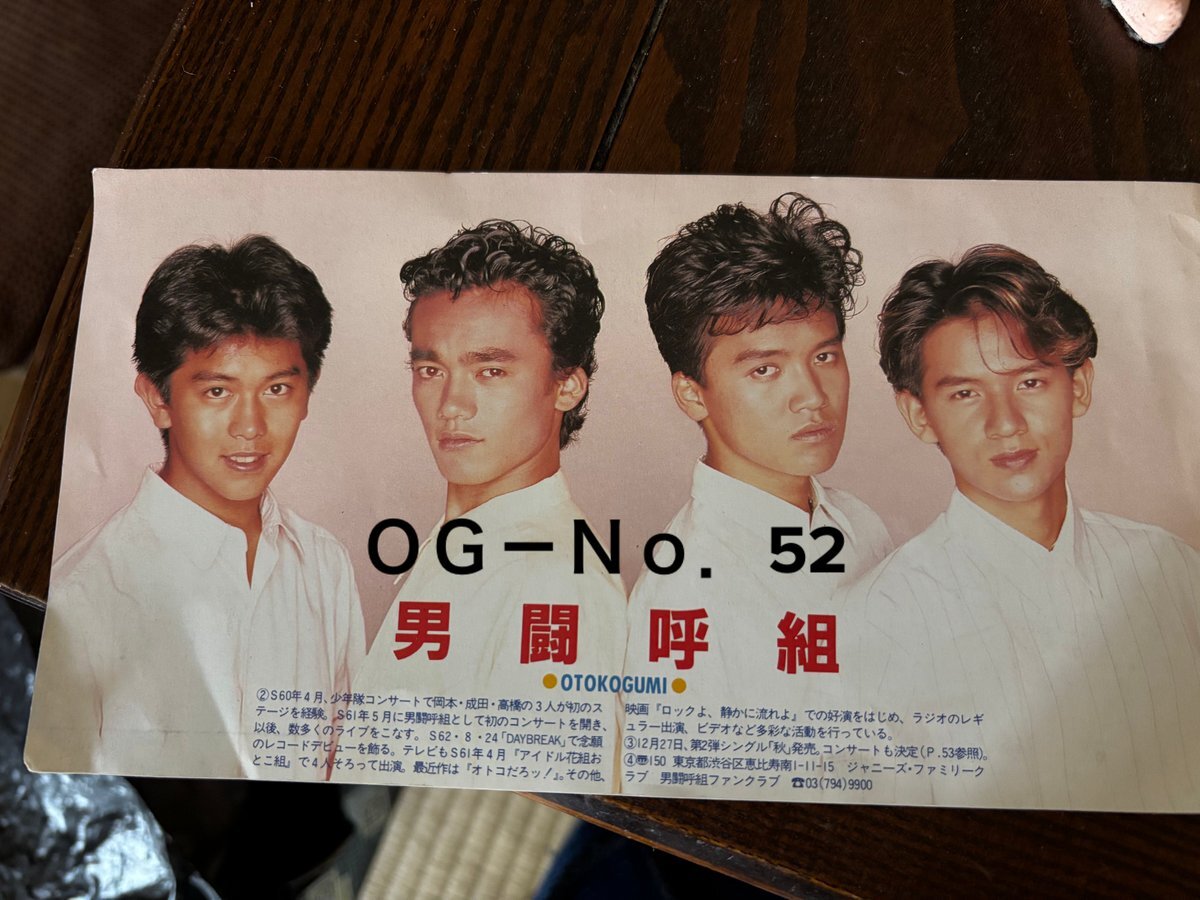 OG－No. 52
男闘呼組
●OTOKOGUMI●
②S60年4月、少年隊コンサートで岡本・成田・高橋の3人が初のス
テージを経験。S61年5月に男闘呼組として初のコンサートを開き、
以後、数多くのライブをこなす。S62・8・24「DAYBREAK」で念願
のレコードデビューを飾る。テレビもS61年4月『アイドル花組お
とこ組』で4人そろって出演。最近作は『オトコだろッ！』。その他、
映画『ロックよ、静かに流れよ』での好演をはじめ、ラジオのレギ
ュラー出演、ビデオなど多彩な活動を行っている。
③12月27日、第2弾シングル「秋」発売。コンサートも決定（P.53参照）。
④〠150 東京都渋谷区恵比寿南1-11-15 ジャニーズ・ファミリーク
ラブ 男闘呼組ファンクラブ ☎03(794)9900